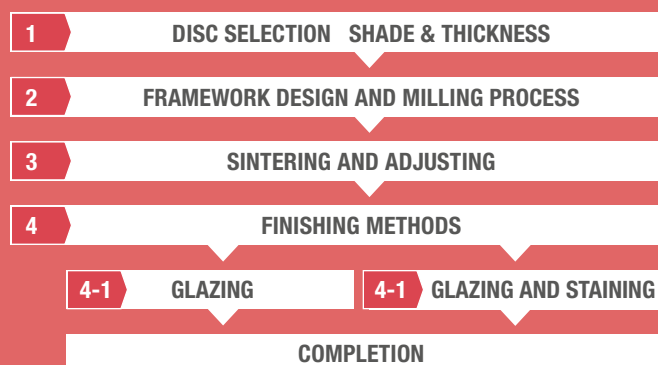 1 DISC SELECTION SHADE & THICKNESS
2 FRAMEWORK DESIGN AND MILLING PROCESS
3 SINTERING AND ADJUSTING
4 FINISHING METHODS
4-1 GLAZING 4-1 GLAZING AND STAINING
COMPLETION